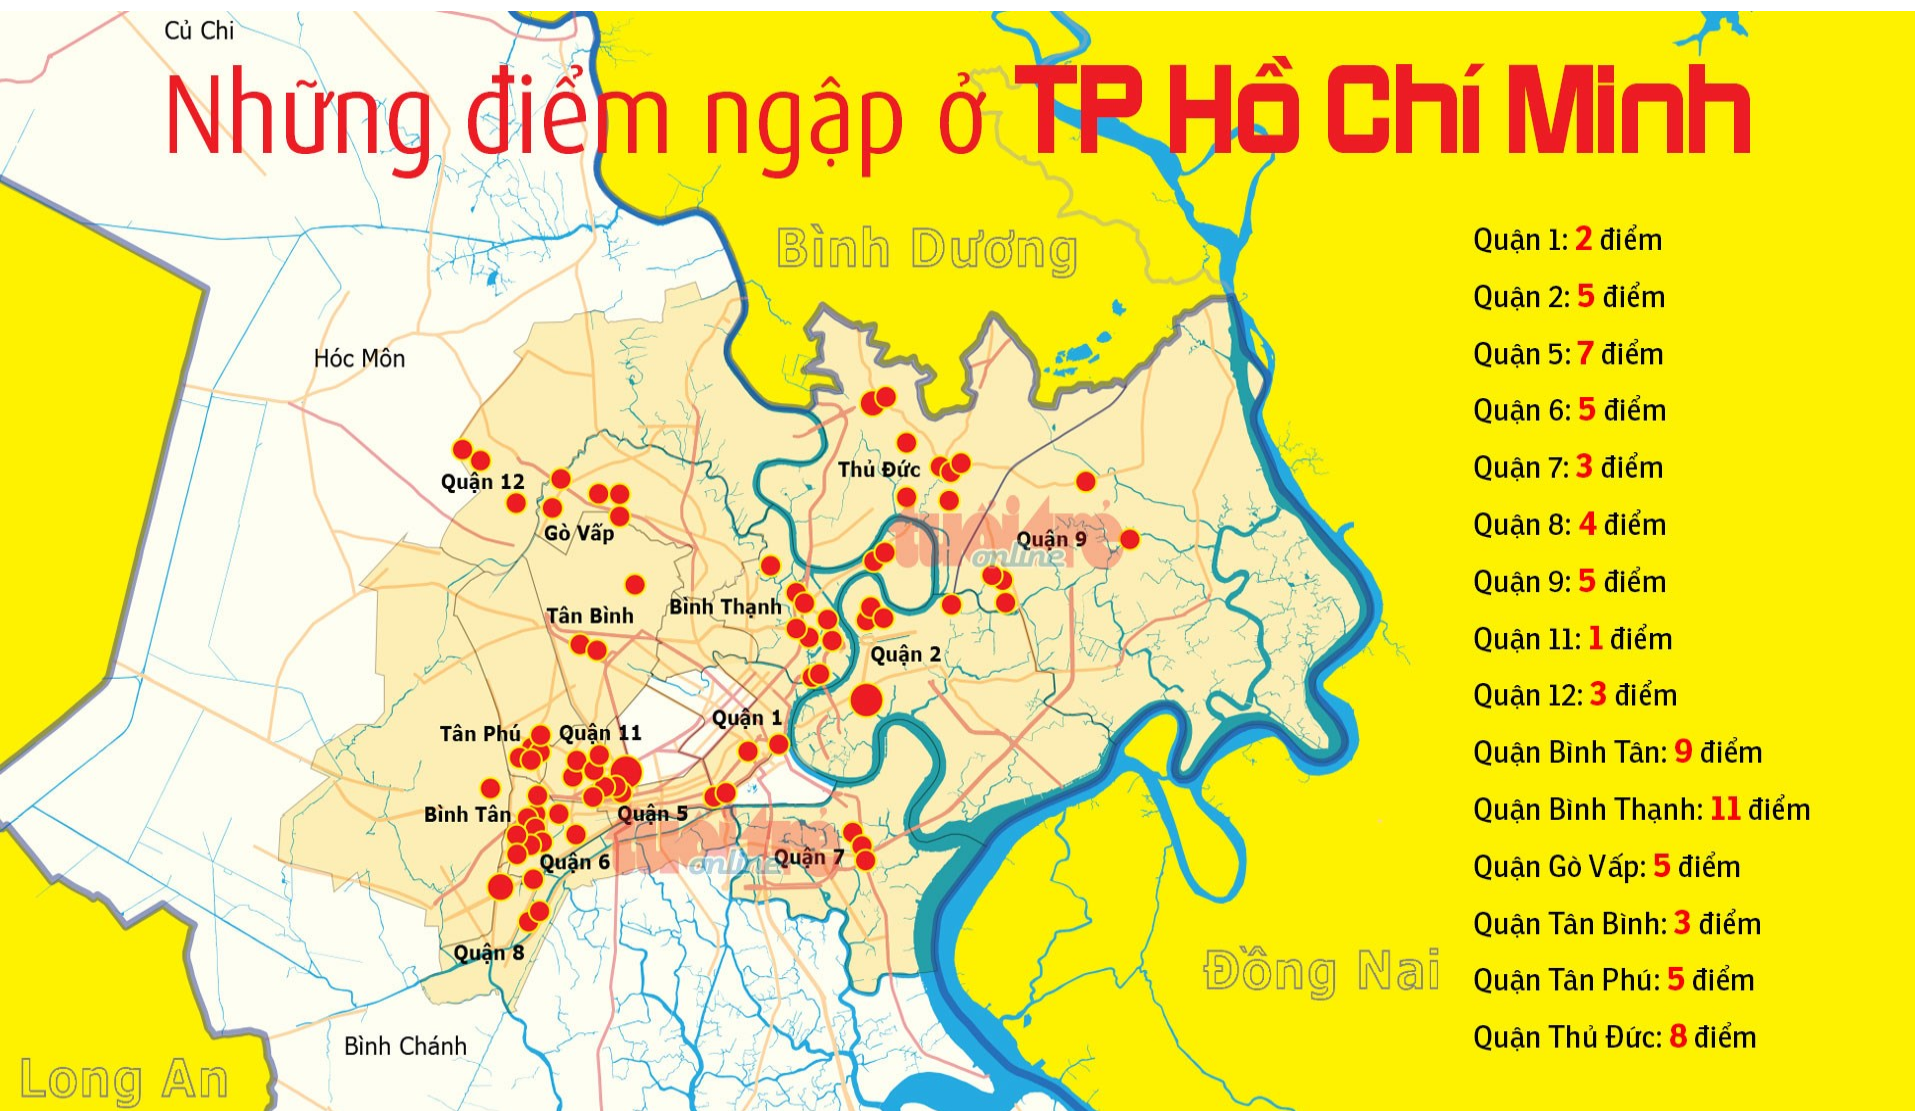 Củ Chi
Những điểm ngập ở TP Hồ Chí Minh
Bình Dương
Hóc Môn
Quận 12
Gò Vấp
Thủ Đức
tuổi trẻ
online
Quận 9
Tân Bình
Bình Thạnh
Quận 2
Quận 1
Tân Phú
Quận 11
Bình Tân
Quận 5
tuổi trẻ
online
Quận 6
Quận 7
Quận 8
Đồng Nai
Bình Chánh
Long An
Quận 1: 2 điểm
Quận 2: 5 điểm
Quận 5: 7 điểm
Quận 6: 5 điểm
Quận 7: 3 điểm
Quận 8: 4 điểm
Quận 9: 5 điểm
Quận 11: 1 điểm
Quận 12: 3 điểm
Quận Bình Tân: 9 điểm
Quận Bình Thạnh: 11 điểm
Quận Gò Vấp: 5 điểm
Quận Tân Bình: 3 điểm
Quận Tân Phú: 5 điểm
Quận Thủ Đức: 8 điểm